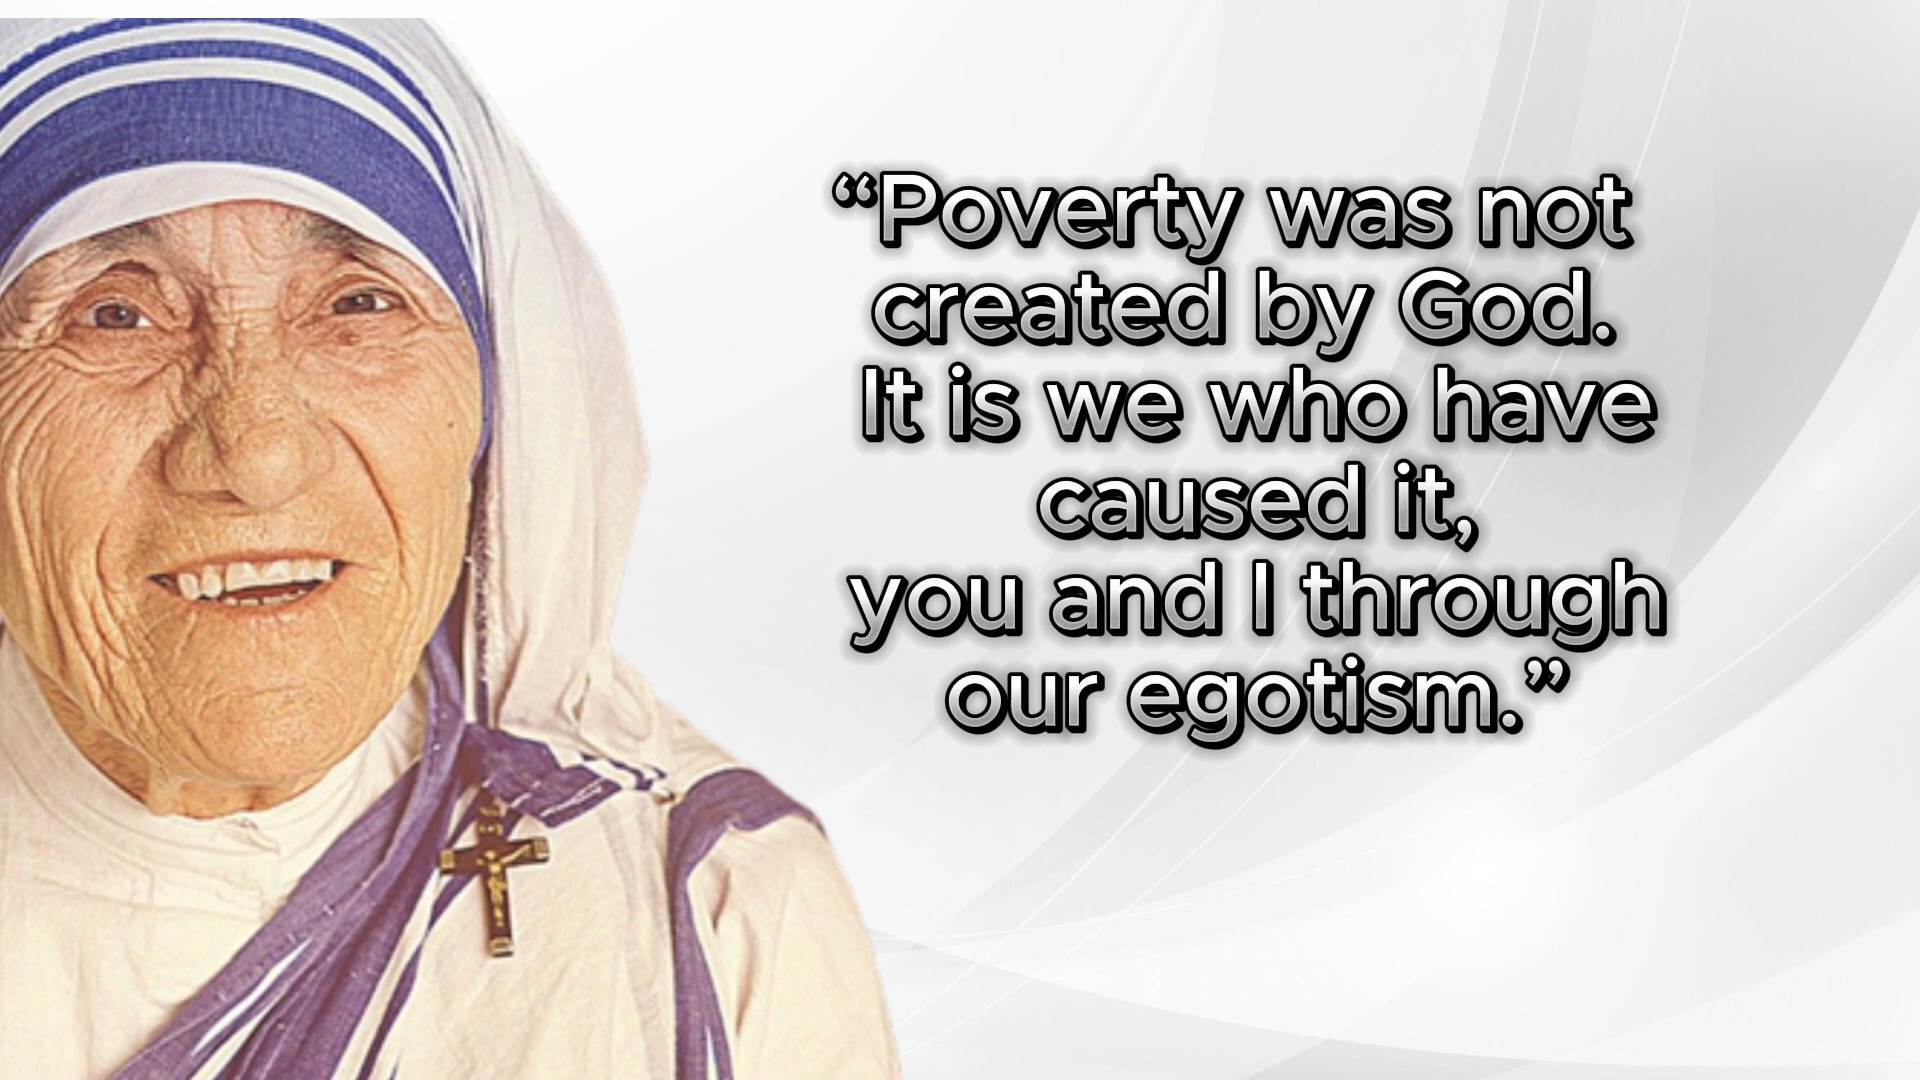 “Poverty was not
created by God.
It is we who have
caused it,
you and I through
our egotism.”